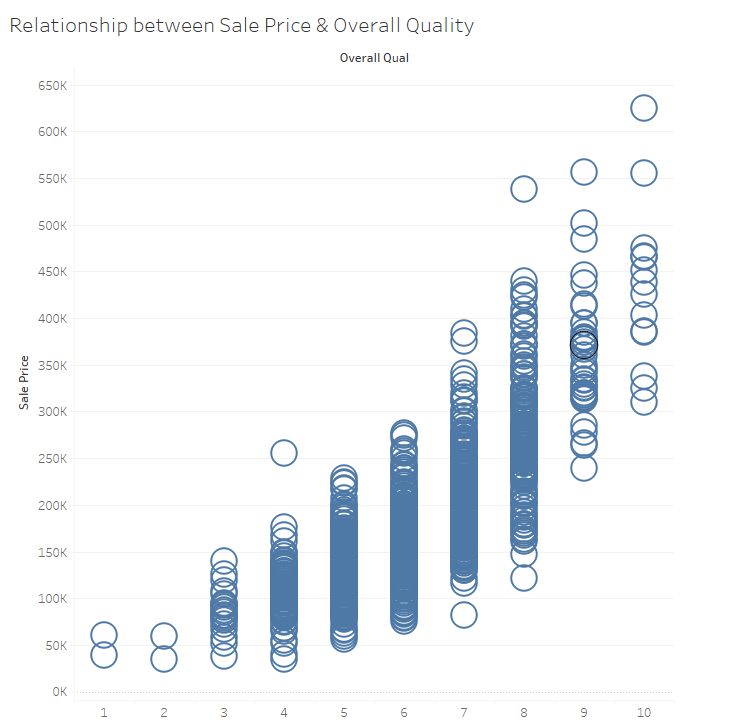 Relationship between Sale Price & Overall Quality
Overall Qual
650K
600K
550K
500K
450K
400K
350K
300K
250K
200K
150K
100K
50K
0K
Sale Price
1 2 3 4 5 6 7 8 9 10